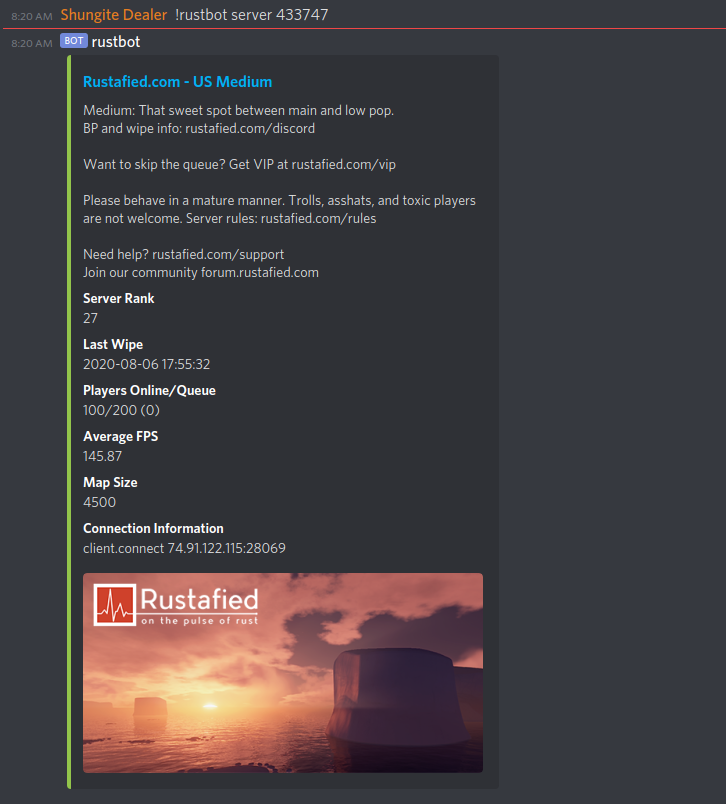 8:20 AM Shungite Dealer !rustbot server 433747
8:20 AM BOT rustbot
Rustafied.com - US Medium
Medium: That sweet spot between main and low pop.
BP and wipe info: rustafied.com/discord
Want to skip the queue? Get VIP at rustafied.com/vip
Please behave in a mature manner. Trolls, asshats, and toxic players
are not welcome. Server rules: rustafied.com/rules
Need help? rustafied.com/support
Join our community forum.rustafied.com
Server Rank
27
Last Wipe
2020-08-06 17:55:32
Players Online/Queue
100/200 (0)
Average FPS
145.87
Map Size
4500
Connection Information
client.connect 74.91.122.115:28069
Rustafied
on the pulse of rust